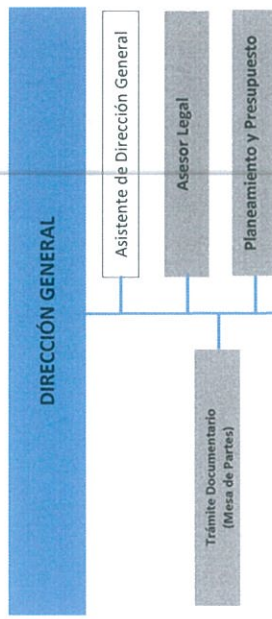 DIRECCIÓN GENERAL
Asistente de Dirección General
Asesor Legal
Planeamiento y Presupuesto
Trámite Documentario
(Mesa de Partes)